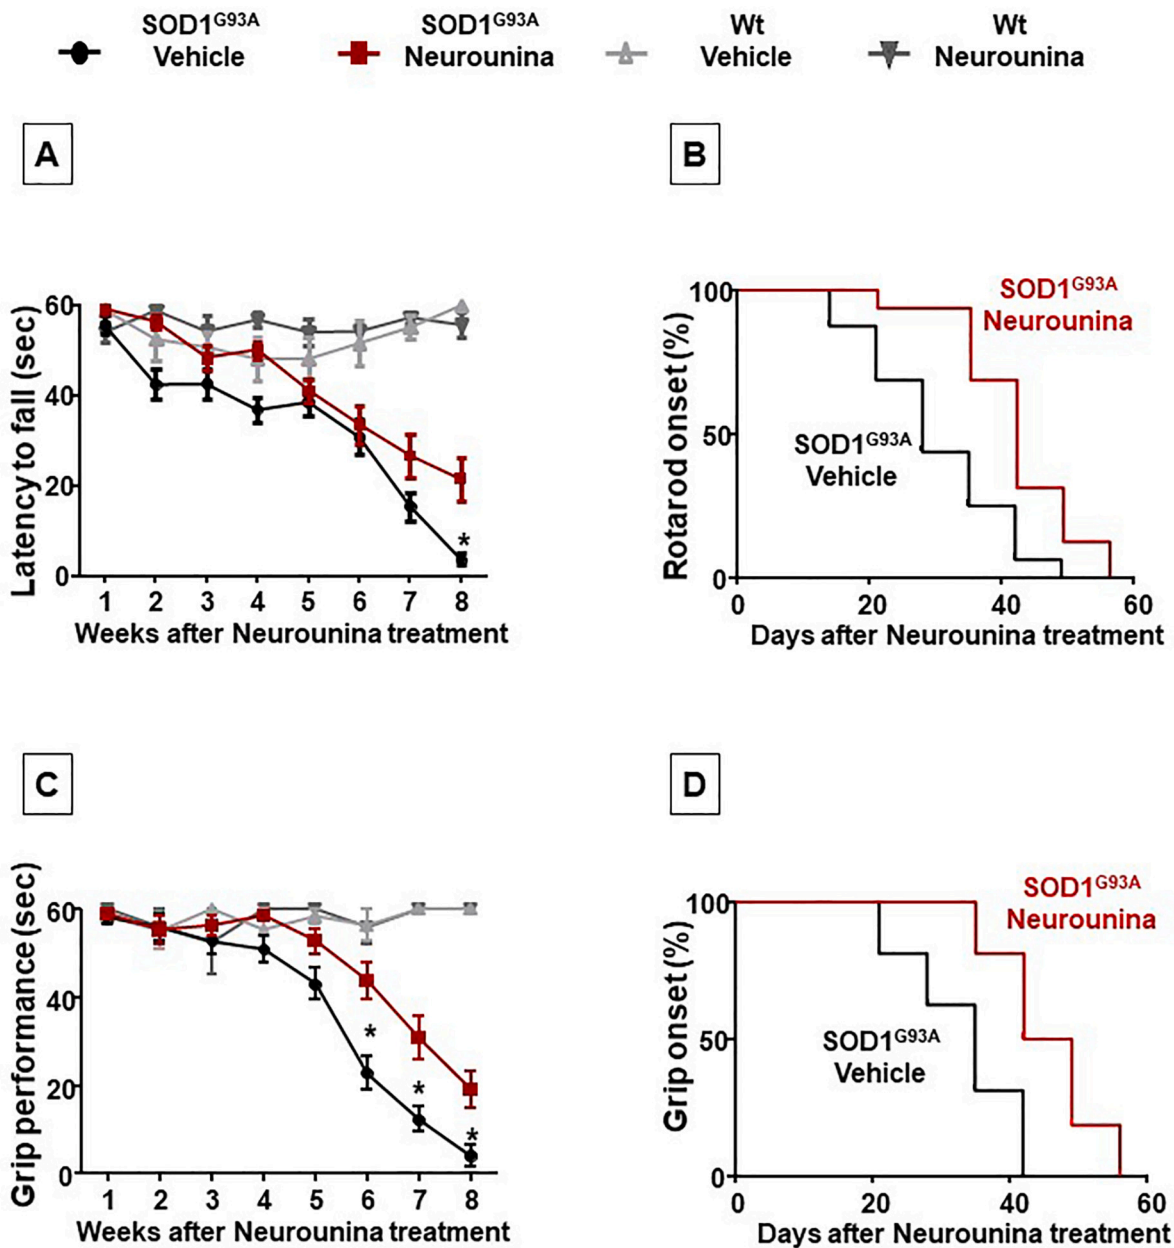 SOD1G93A SOD1G93A Wt Wt
Vehicle Neurounina Vehicle Neurounina
A
60
40
20
0
Latency to fall (sec)
*
1 2 3 4 5 6 7 8
Weeks after Neurounina treatment
B
100
50
0
Rotarod onset (%)
SOD1G93A
Neurounina
SOD1G93A
Vehicle
0 20 40 60
Days after Neurounina treatment
C
60
40
20
0
Grip performance (sec)
*
*
*
1 2 3 4 5 6 7 8
Weeks after Neurounina treatment
D
100
50
0
Grip onset (%)
SOD1G93A
Neurounina
SOD1G93A
Vehicle
0 20 40 60
Days after Neurounina treatment